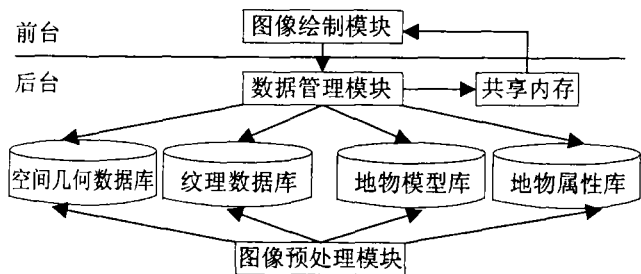 前台
图像绘制模块
后台
数据管理模块
共享内存
空间几何数据库
纹理数据库
地物模型库
地物属性库
图像预处理模块